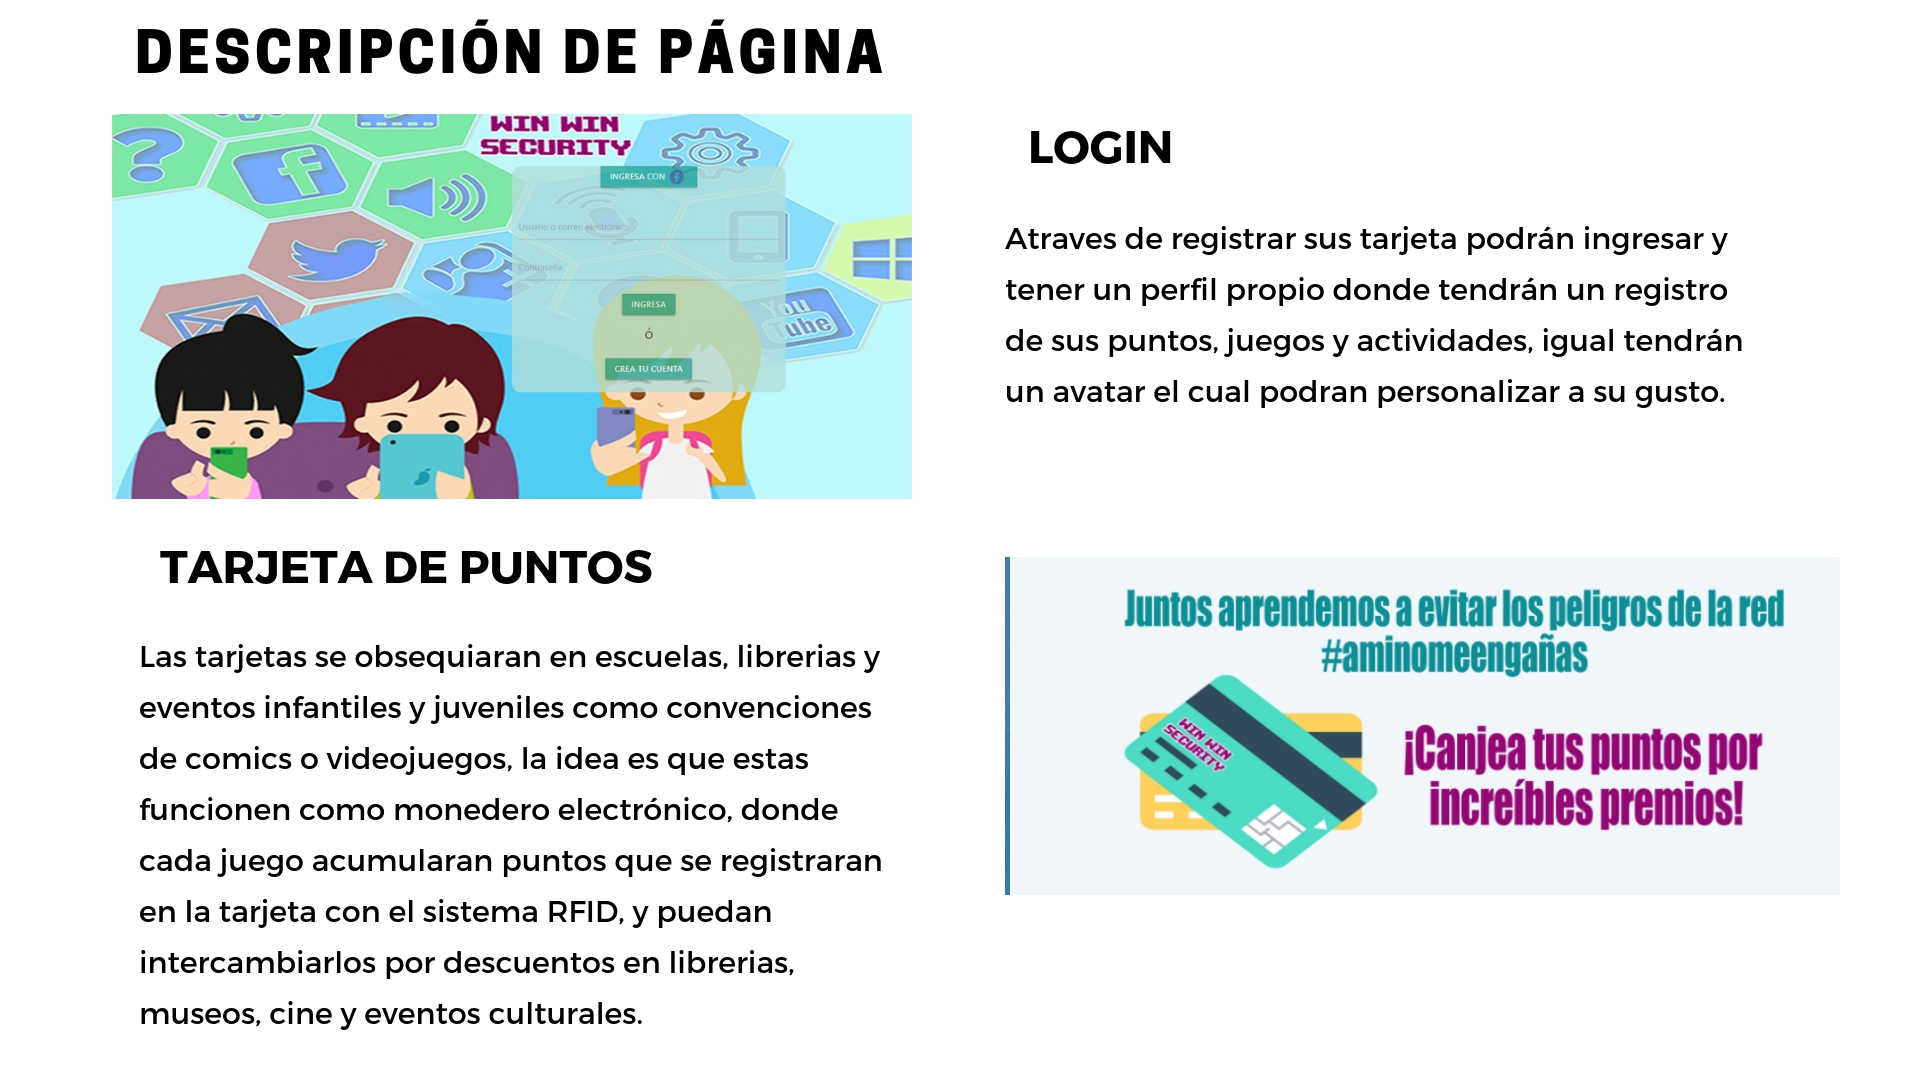 DESCRIPCIÓN DE PÁGINA
WIN WIN
SECURITY
INGRESA CON f
Usuario o correo electrónico
Contraseña
INGRESA
ó
CREA TU CUENTA
You
Tube
LOGIN
Atraves de registrar sus tarjeta podrán ingresar y
tener un perfil propio donde tendrán un registro
de sus puntos, juegos y actividades, igual tendrán
un avatar el cual podran personalizar a su gusto.
TARJETA DE PUNTOS
Las tarjetas se obsequiaran en escuelas, librerias y
eventos infantiles y juveniles como convenciones
de comics o videojuegos, la idea es que estas
funcionen como monedero electrónico, donde
cada juego acumularan puntos que se registraran
en la tarjeta con el sistema RFID, y puedan
intercambiarlos por descuentos en librerias,
museos, cine y eventos culturales.
Juntos aprendemos a evitar los peligros de la red
#aminomeengañas
WIN WIN
SECURITY
¡Canjea tus puntos por
increíbles premios!